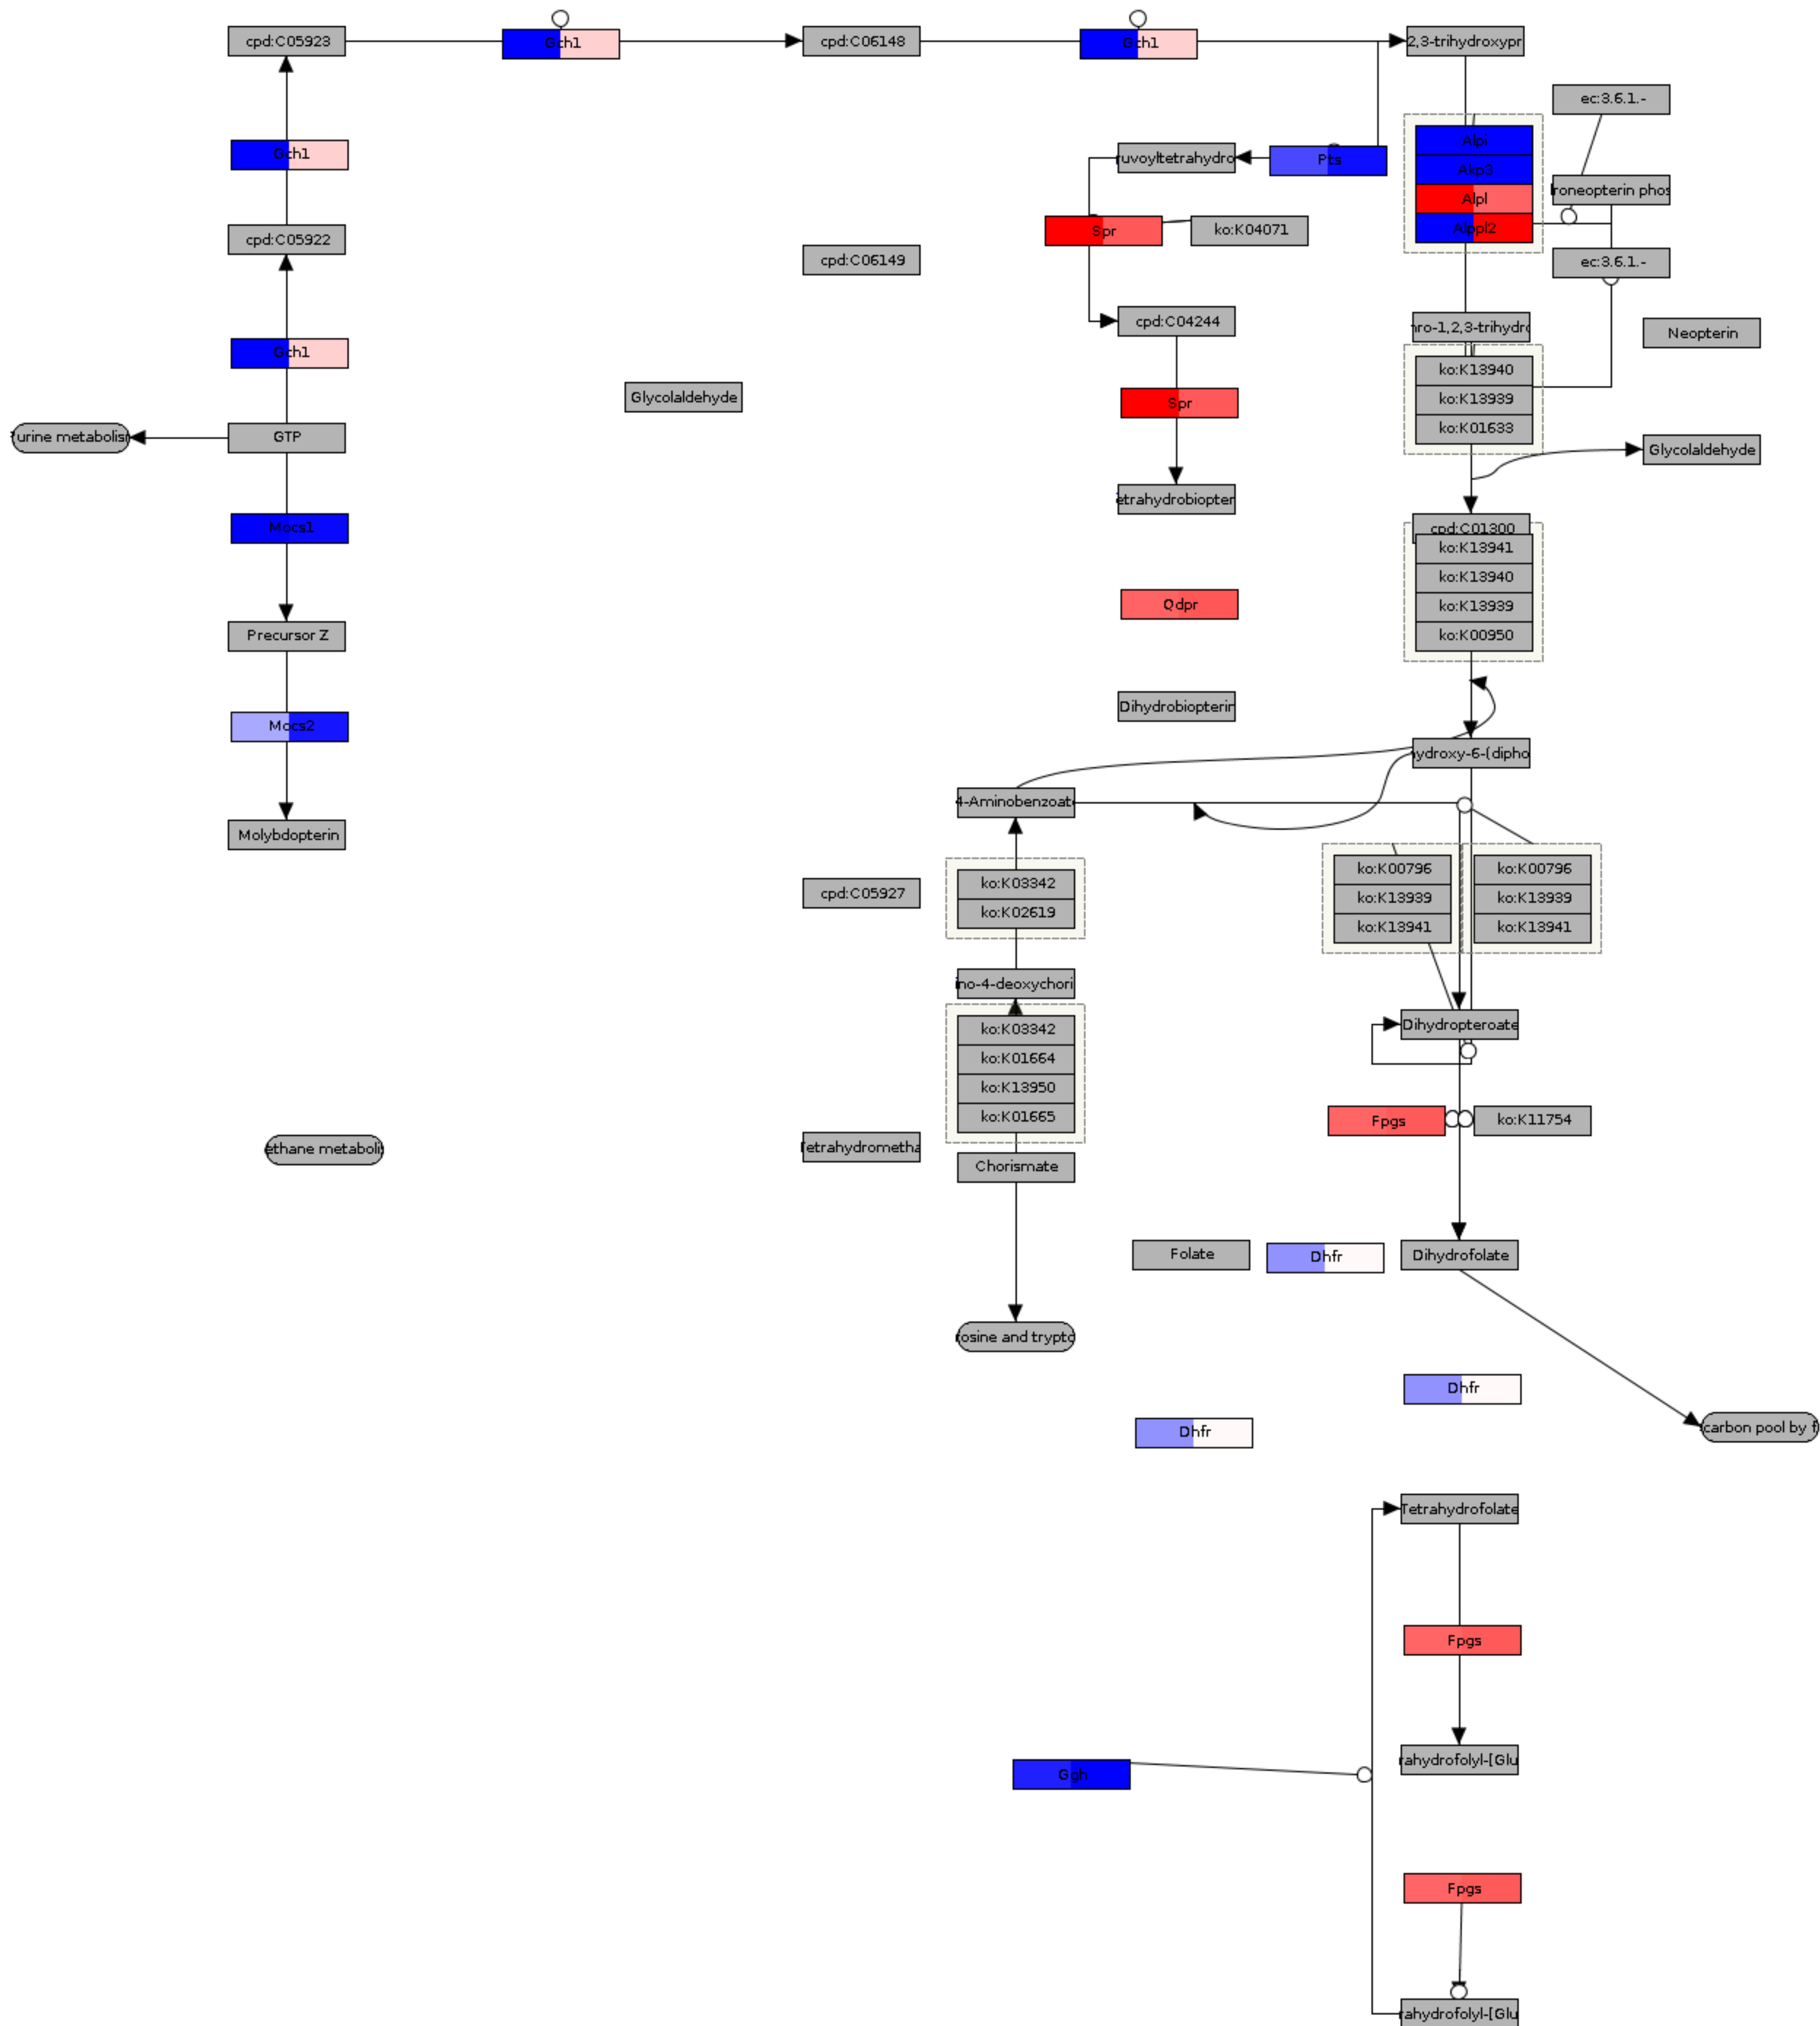 cpd:C05923
Gch1
cpd:C06148
Gch1
2,3-trihydroxypr
ec:3.6.1.-
Gch1
ruvoyltetrahydro
Pts
Alpi
Akp3
Alpl
Alppl2
roneopterin phos
cpd:C05922
cpd:C06149
Spr
ko:K04071
ec:3.6.1.-
cpd:C04244
nro-1,2,3-trihydro
Neopterin
Gch1
Glycolaldehyde
Spr
ko:K13940
ko:K13939
ko:K01633
urine metabolisr
GTP
Glycolaldehyde
etrahydrobiopter
Mocs1
cpd:C01300
ko:K13941
ko:K13940
ko:K13939
ko:K00950
Qdpr
Precursor Z
Dihydrobiopterin
Mocs2
ydroxy-6-(dipho
4-Aminobenzoate
Molybdopterin
cpd:C05927
ko:K03342
ko:K02619
ko:K00796
ko:K13939
ko:K13941
ko:K00796
ko:K13939
ko:K13941
ino-4-deoxychori
ko:K03342
ko:K01664
ko:K13950
ko:K01665
Dihydropteroate
Fpgs
ko:K11754
ethane metaboli
Tetrahydrometha
Chorismate
Folate
Dhfr
Dihydrofolate
rosine and trypto
Dhfr
Dhfr
carbon pool by f
Tetrahydrofolate
Fpgs
rahydrofolyl-[Glu
Ggh
Fpgs
rahydrofolyl-[Glu